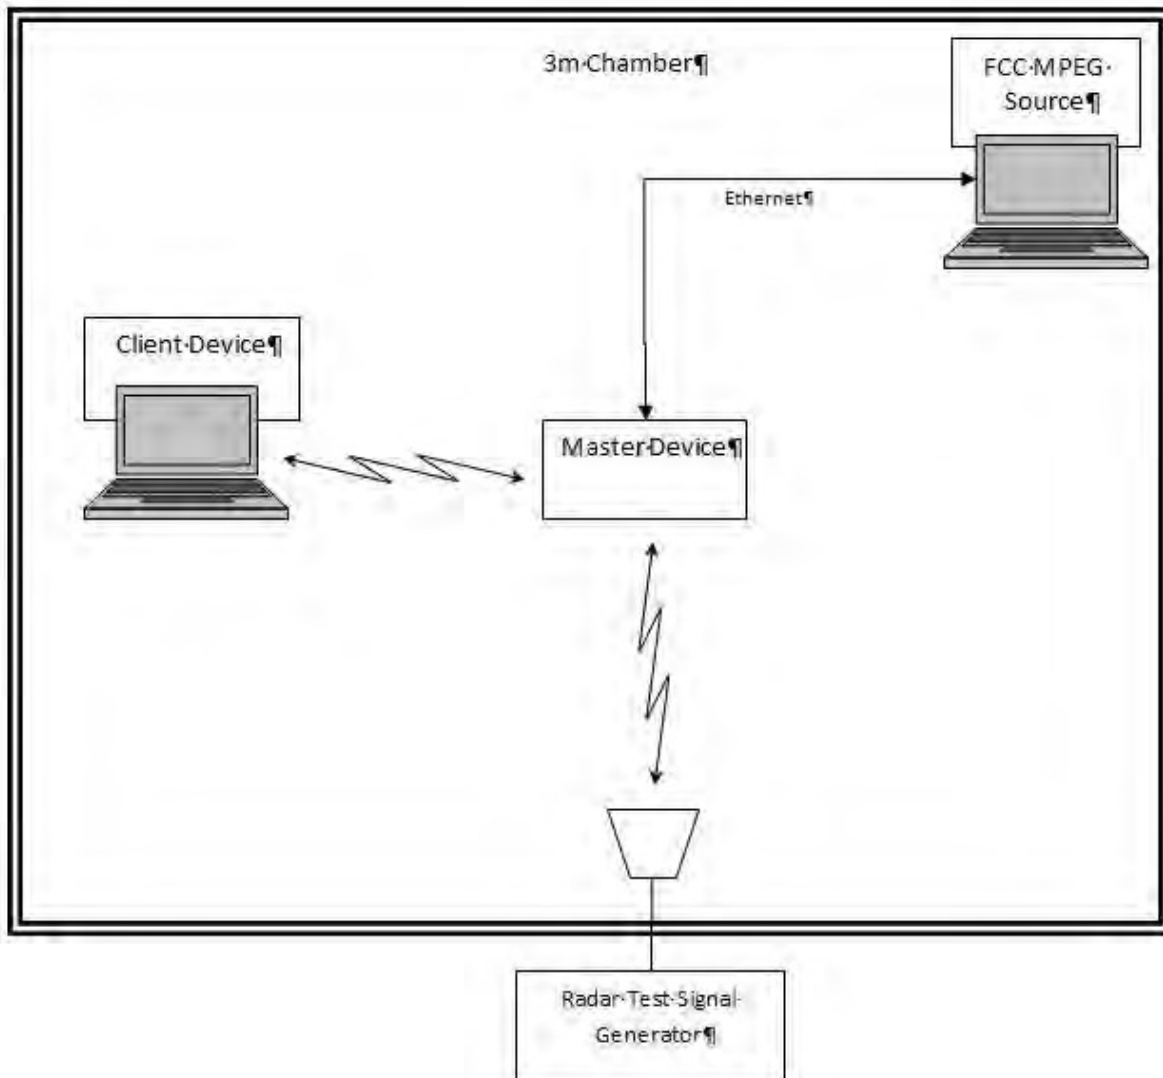 3m·Chamber¶
FCC·MPEG·
Source¶
Ethernet¶
Client·Device¶
Master·Device¶
Radar·Test·Signal·
Generator¶